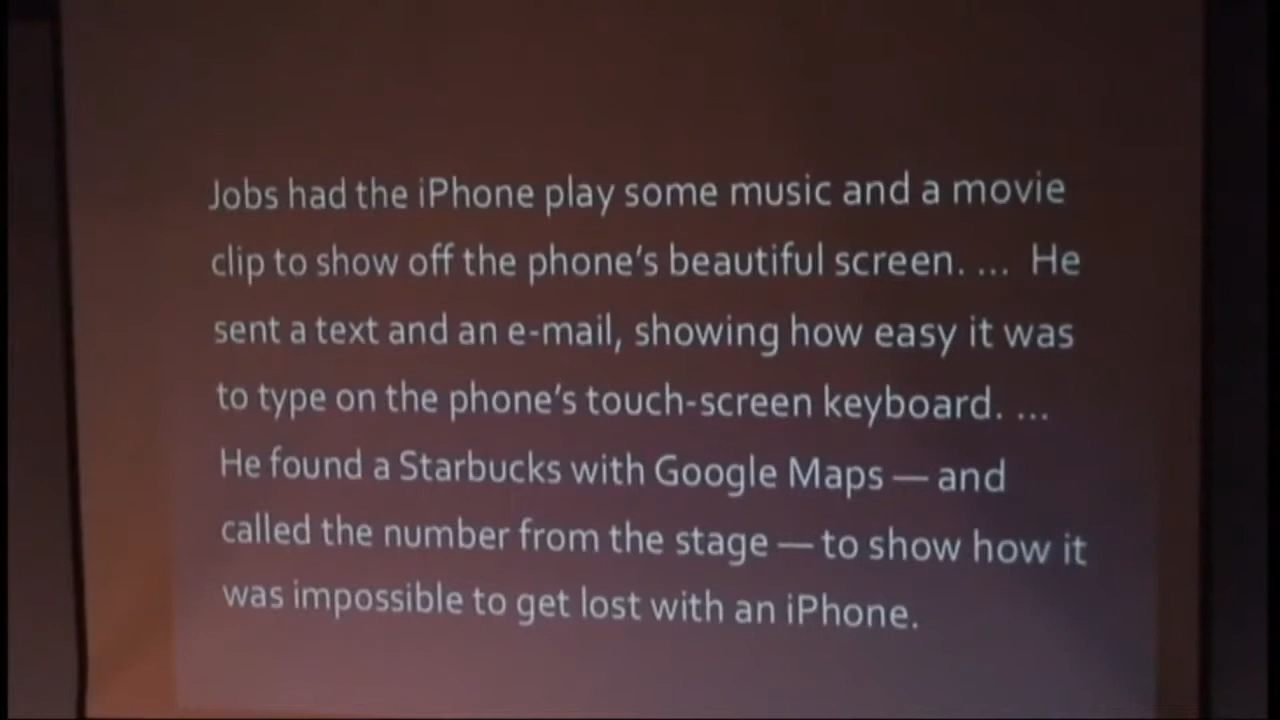 Jobs had the iPhone play some music and a movie
clip to show off the phone's beautiful screen. ... He
sent a text and an e-mail, showing how easy it was
to type on the phone's touch-screen keyboard. ...
He found a Starbucks with Google Maps — and
called the number from the stage — to show how it
was impossible to get lost with an iPhone.